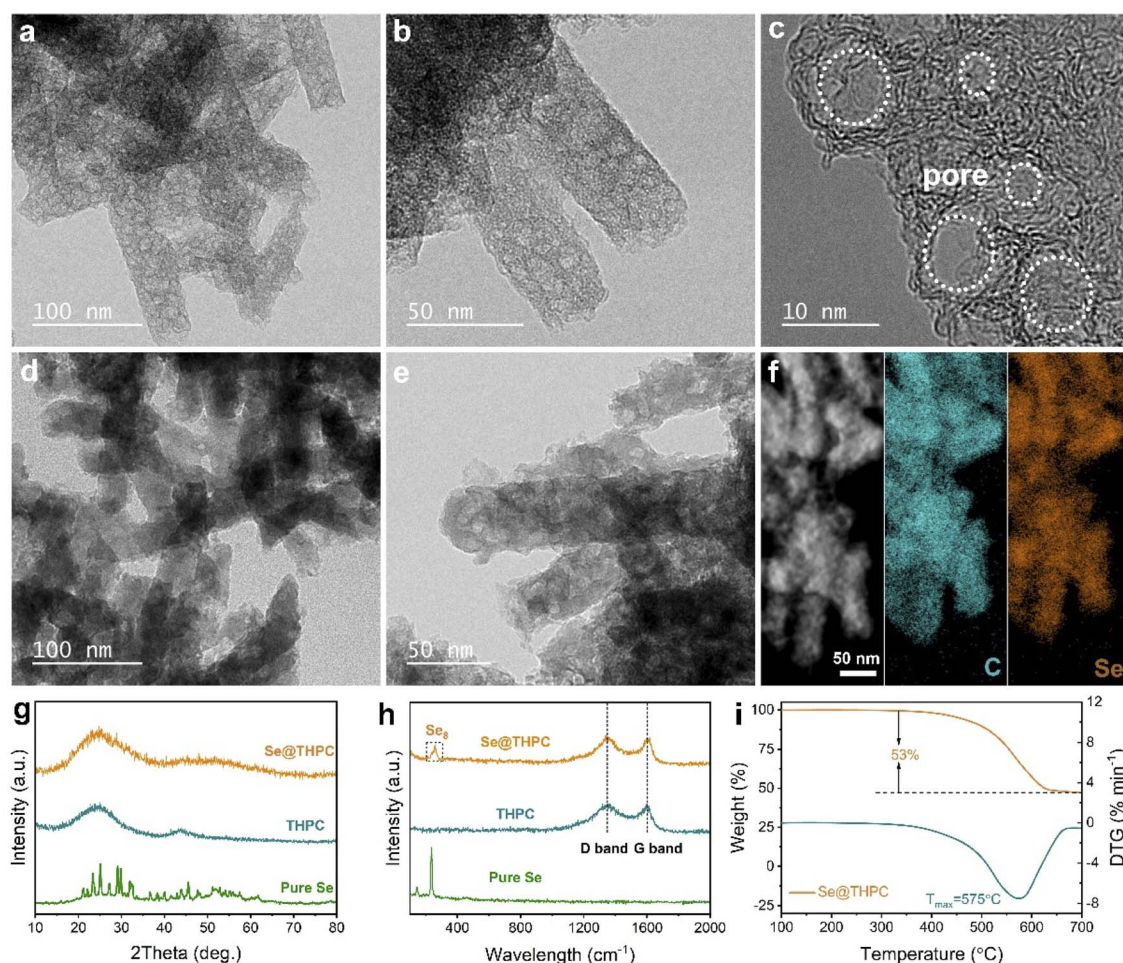 a
100 nm
b
50 nm
c
pore
10 nm
d
100 nm
e
50 nm
f
50 nm
C
Se
g
Se@THPC
THPC
Pure Se
Intensity (a.u.)
10 20 30 40 50 60 70 80
2Theta (deg.)
h
Se8
Se@THPC
THPC
D band G band
Pure Se
Intensity (a.u.)
400 800 1200 1600 2000
Wavelength (cm-1)
i
100
75
50
25
0
-25
Weight (%)
53%
Se@THPC
Tmax=575°C
12
8
4
0
-4
-8
DTG (% min-1)
100 200 300 400 500 600 700
Temperature (°C)